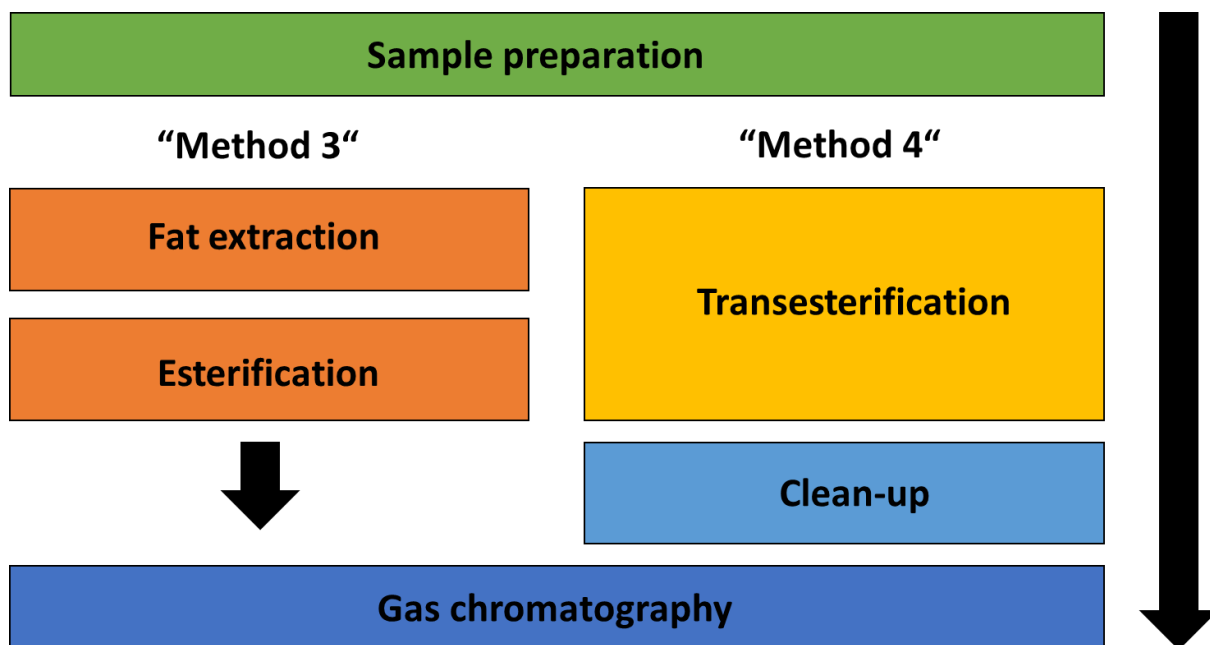 Sample preparation
“Method 3“
“Method 4“
Fat extraction
Transesterification
Esterification
Clean-up
Gas chromatography